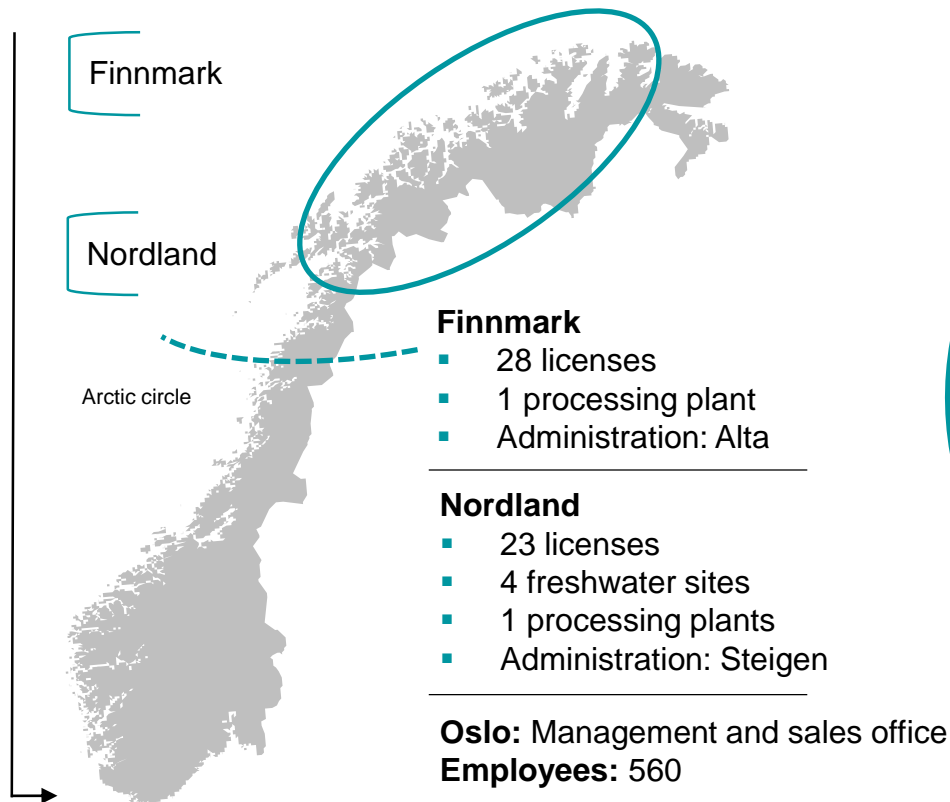 Finnmark
Nordland
Arctic circle
Finnmark
▪ 28 licenses
▪ 1 processing plant
▪ Administration: Alta
Nordland
▪ 23 licenses
▪ 4 freshwater sites
▪ 1 processing plants
▪ Administration: Steigen
Oslo: Management and sales office
Employees: 560